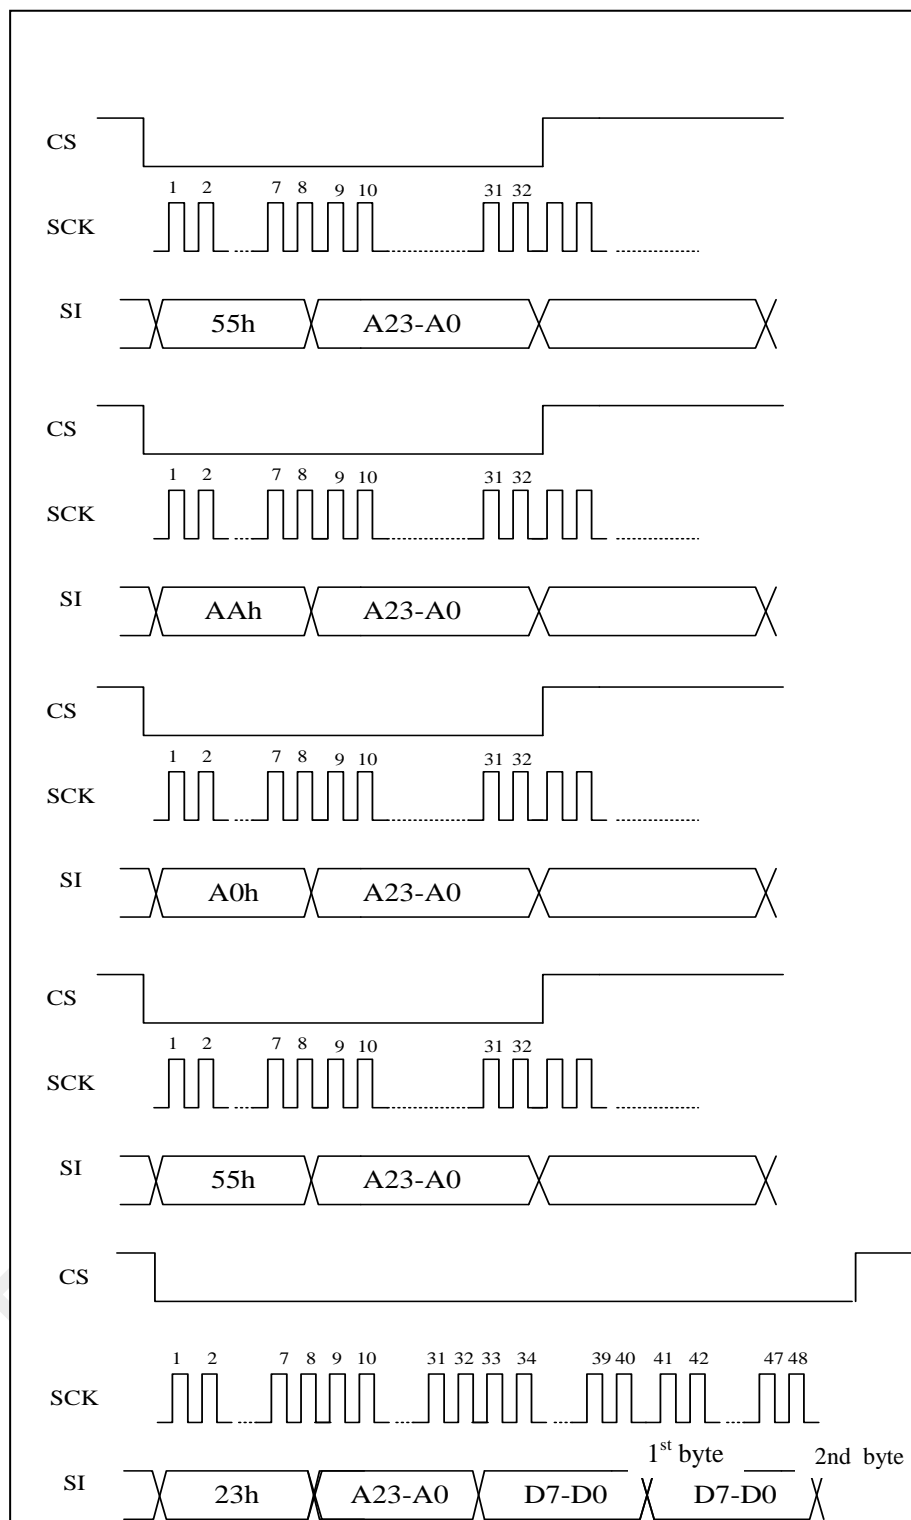 CS
1 2 7 8 9 10 31 32
SCK
SI 55h A23-A0
CS
1 2 7 8 9 10 31 32
SCK
SI AAh A23-A0
CS
1 2 7 8 9 10 31 32
SCK
SI A0h A23-A0
CS
1 2 7 8 9 10 31 32
SCK
SI 55h A23-A0
CS
1 2 7 8 9 10 31 32 33 34 39 40 41 42 47 48
SCK
1st byte 2nd byte
SI 23h A23-A0 D7-D0 D7-D0